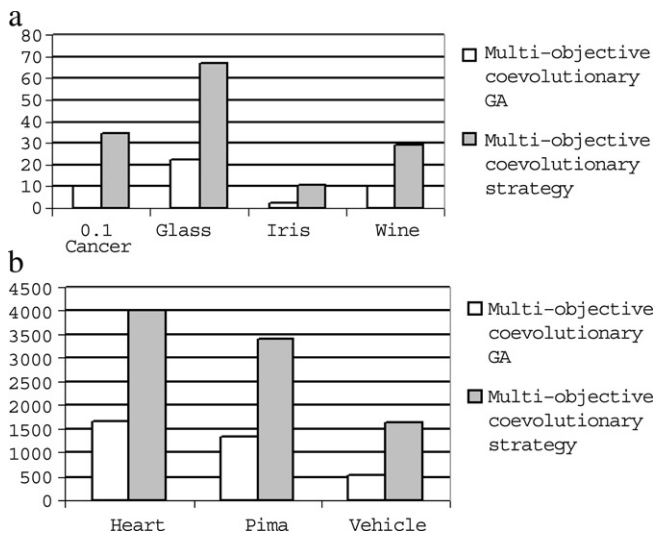 a
80
70
60
50
40
30
20
10
0
0.1
Cancer
Glass
Iris
Wine
Multi-objective
coevolutionary
GA
Multi-objective
coevolutionary
strategy
b
4500
4000
3500
3000
2500
2000
1500
1000
500
0
Heart
Pima
Vehicle
Multi-objective
coevolutionary
GA
Multi-objective
coevolutionary
strategy